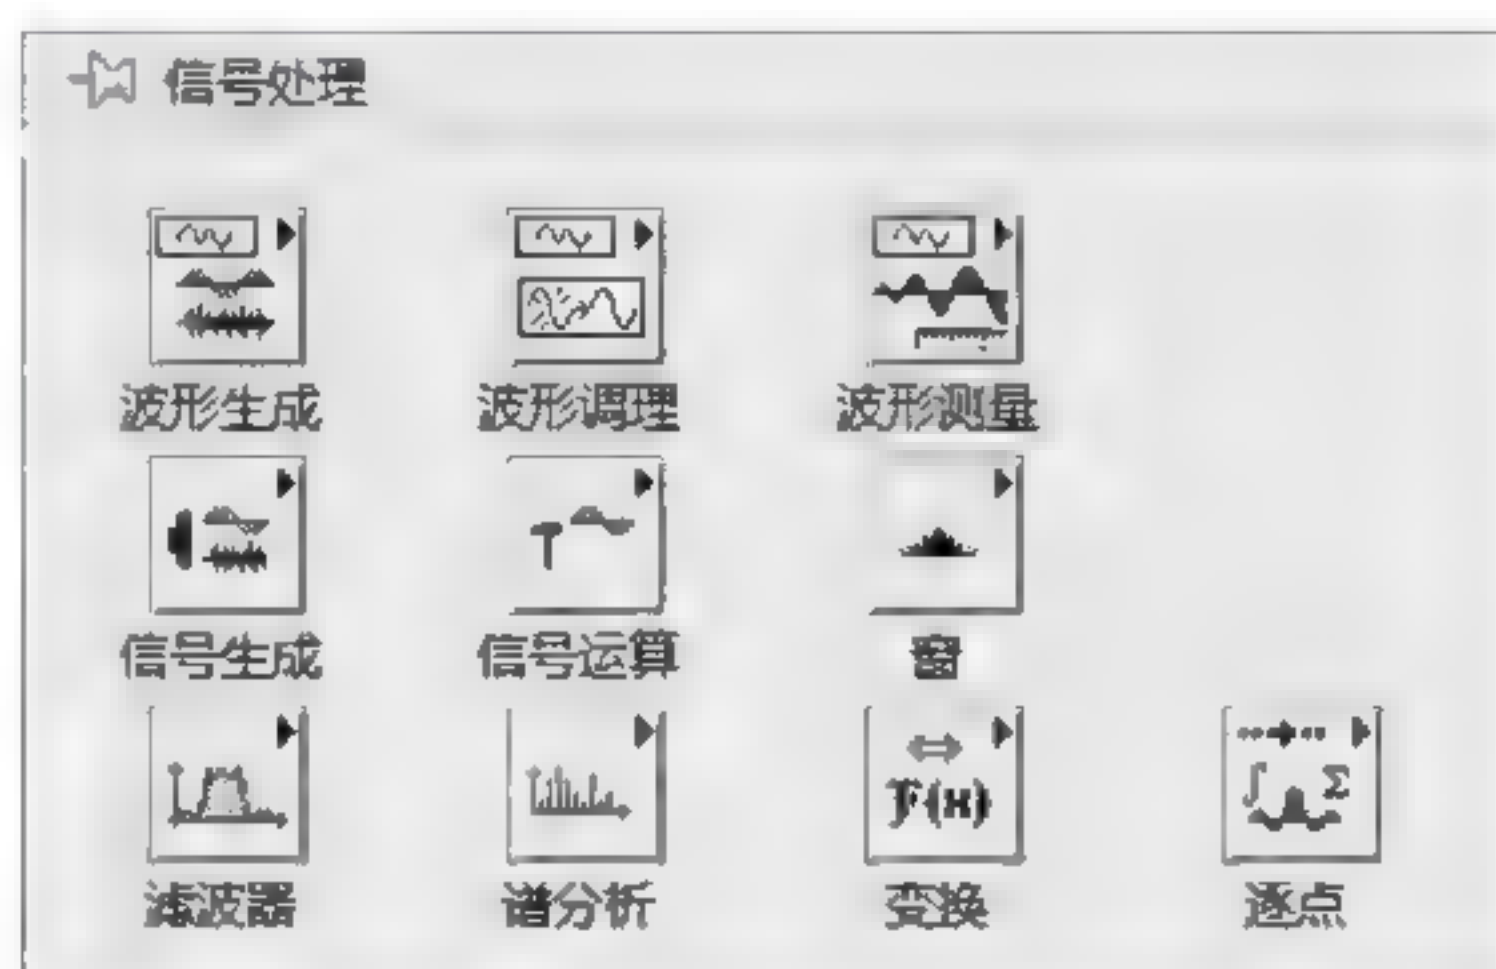 信号处理
波形生成 波形调理 波形测量
信号生成 信号运算 窗
F(x) Σ
滤波器 谱分析 变换 逐点